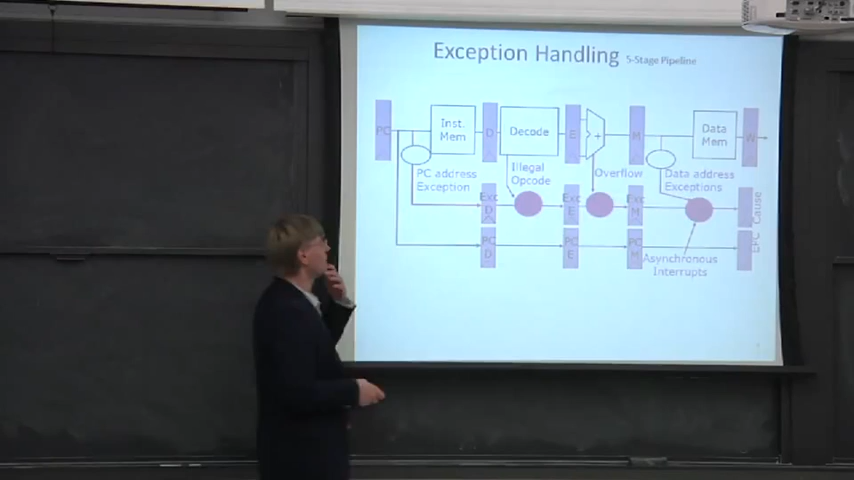 Exception Handling 5-Stage Pipeline
PC
Inst.
Mem
D
Decode
E
+
M
Data
Mem
W
PC address
Exception
Illegal
Opcode
Overflow
Data address
Exceptions
Exc
D
Exc
E
Exc
M
Cause
PC
D
PC
E
PC
M
EPC
Asynchronous
Interrupts